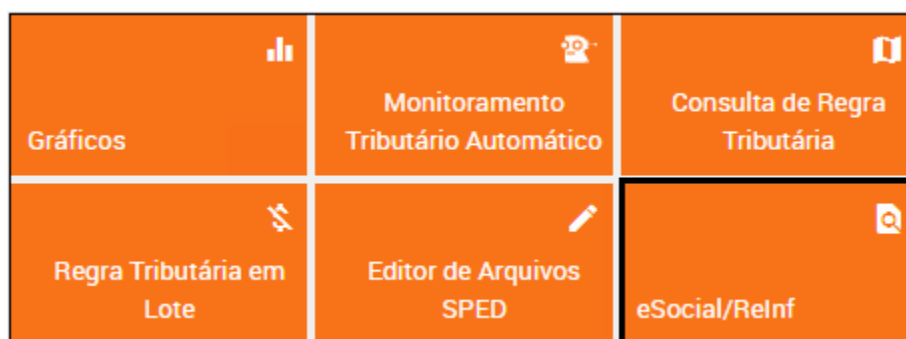 Gráficos
Monitoramento
Tributário Automático
Consulta de Regra
Tributária
Regra Tributária em
Lote
Editor de Arquivos
SPED
eSocial/ReInf